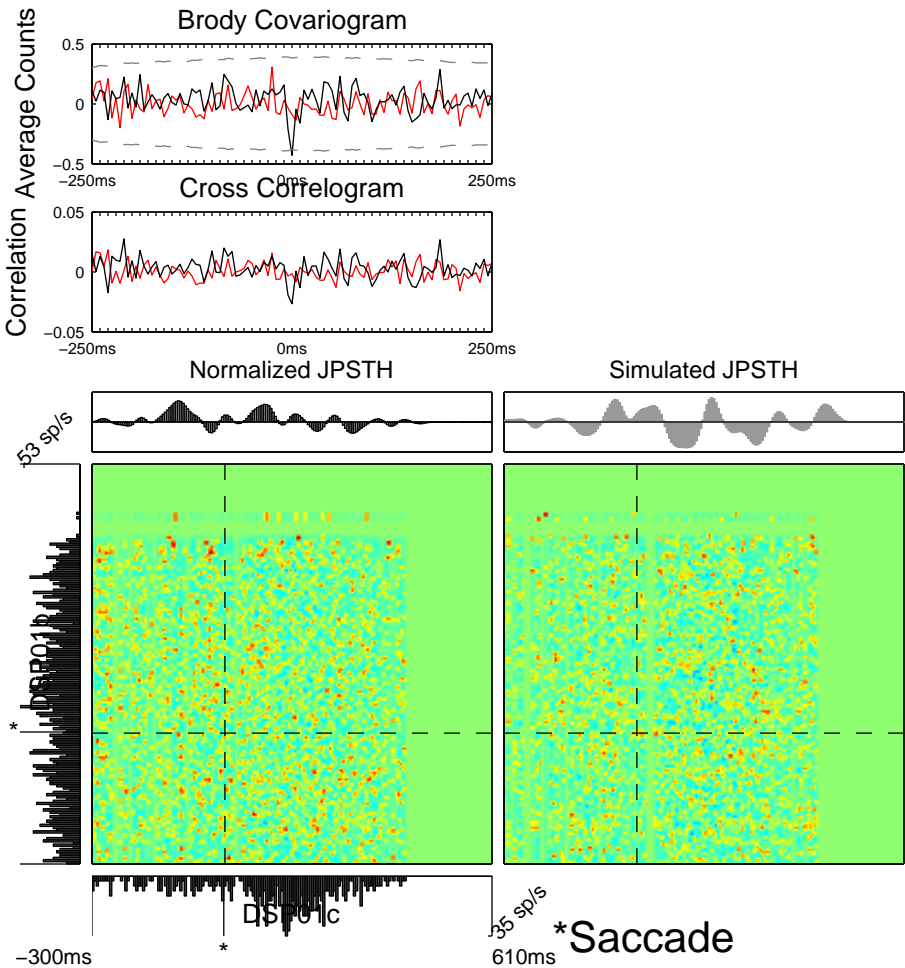 Brody Covariogram
Average Counts
0.5
0
−0.5
−250ms
0ms
250ms
Cross Correlogram
Correlation
0.05
0
−0.05
−250ms
0ms
250ms
Normalized JPSTH
Simulated JPSTH
53 sp/s
DSP01b
*
DSP01c
35 sp/s
*
*Saccade
−300ms
610ms